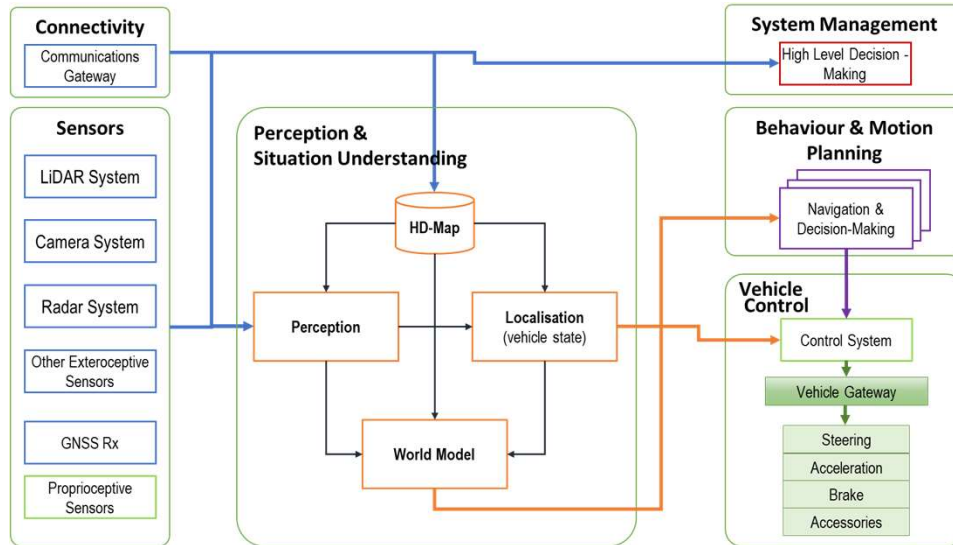 Connectivity
Communications
Gateway
Sensors
LiDAR System
Camera System
Radar System
Other Exteroceptive
Sensors
GNSS Rx
Proprioceptive
Sensors
Perception &
Situation Understanding
HD-Map
Perception
Localisation
(vehicle state)
World Model
System Management
High Level Decision -
Making
Behaviour & Motion
Planning
Navigation &
Decision-Making
Vehicle
Control
Control System
Vehicle Gateway
Steering
Acceleration
Brake
Accessories